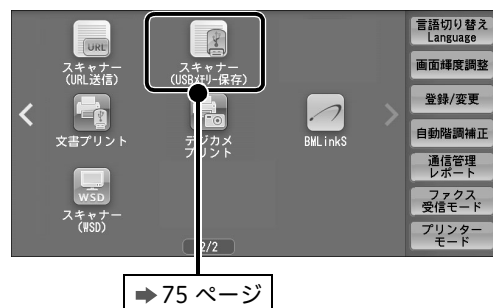 URL
スキャナー
(URL送信)
スキャナー
(USBメモリー保存)
文書プリント
デジカメ
プリント
BMLinkS
WSD
スキャナー
(WSD)
2/2
言語切り替え
Language
画面輝度調整
登録/変更
自動階調補正
通信管理
レポート
ファクス
受信モード
プリンター
モード
➡75 ページ